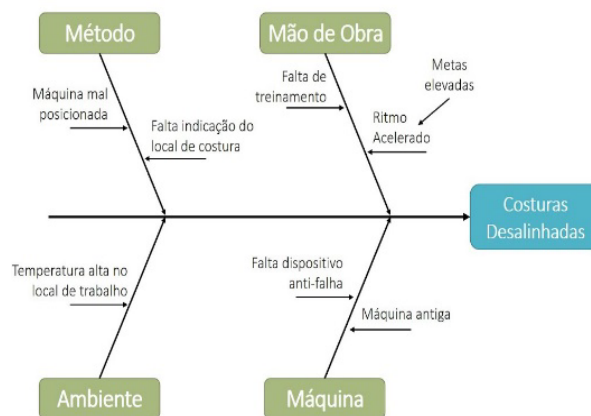 Método
Mão de Obra
Máquina mal
posicionada
Falta indicação do
local de costura
Falta de
treinamento
Metas
elevadas
Ritmo
Acelerado
Costuras
Desalinhadas
Temperatura alta no
local de trabalho
Falta dispositivo
anti-falha
Máquina antiga
Ambiente
Máquina